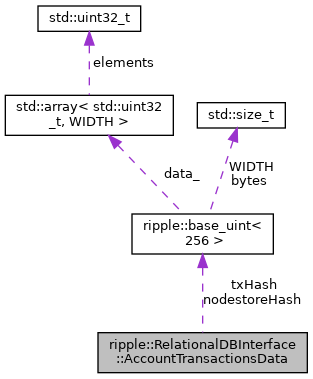 std::uint32_t
elements
std::array< std::uint32
_t, WIDTH >
std::size_t
data_
WIDTH
bytes
ripple::base_uint<
256 >
txHash
nodestoreHash
ripple::RelationalDBInterface
::AccountTransactionsData